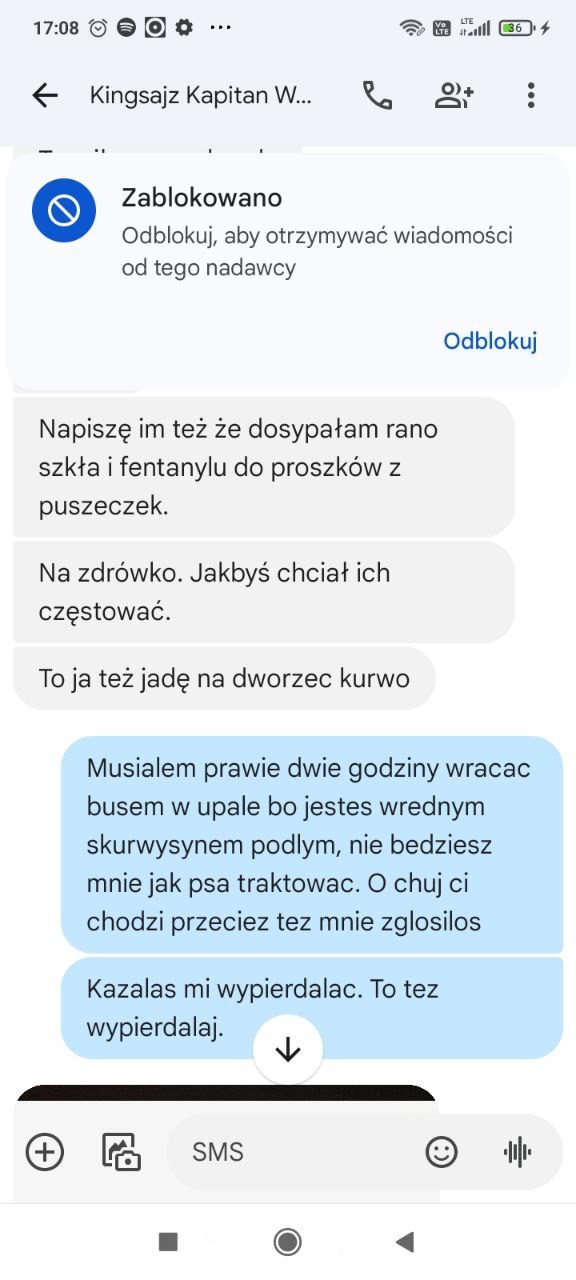 17:08
LTE
36
Kingsajz Kapitan W...
Zablokowano
Odblokuj, aby otrzymywać wiadomości
od tego nadawcy
Odblokuj
Napiszę im też że dosypałam rano
szkła i fentanylu do proszków z
puszeczek.
Na zdrówko. Jakbyś chciał ich
częstować.
To ja też jadę na dworzec kurwo
Musialem prawie dwie godziny wracac
busem w upale bo jestes wrednym
skurwysynem podlym, nie bedziesz
mnie jak psa traktowac. O chuj ci
chodzi przeciez tez mnie zglosilos
Kazalas mi wypierdalac. To tez
wypierdalaj.
SMS